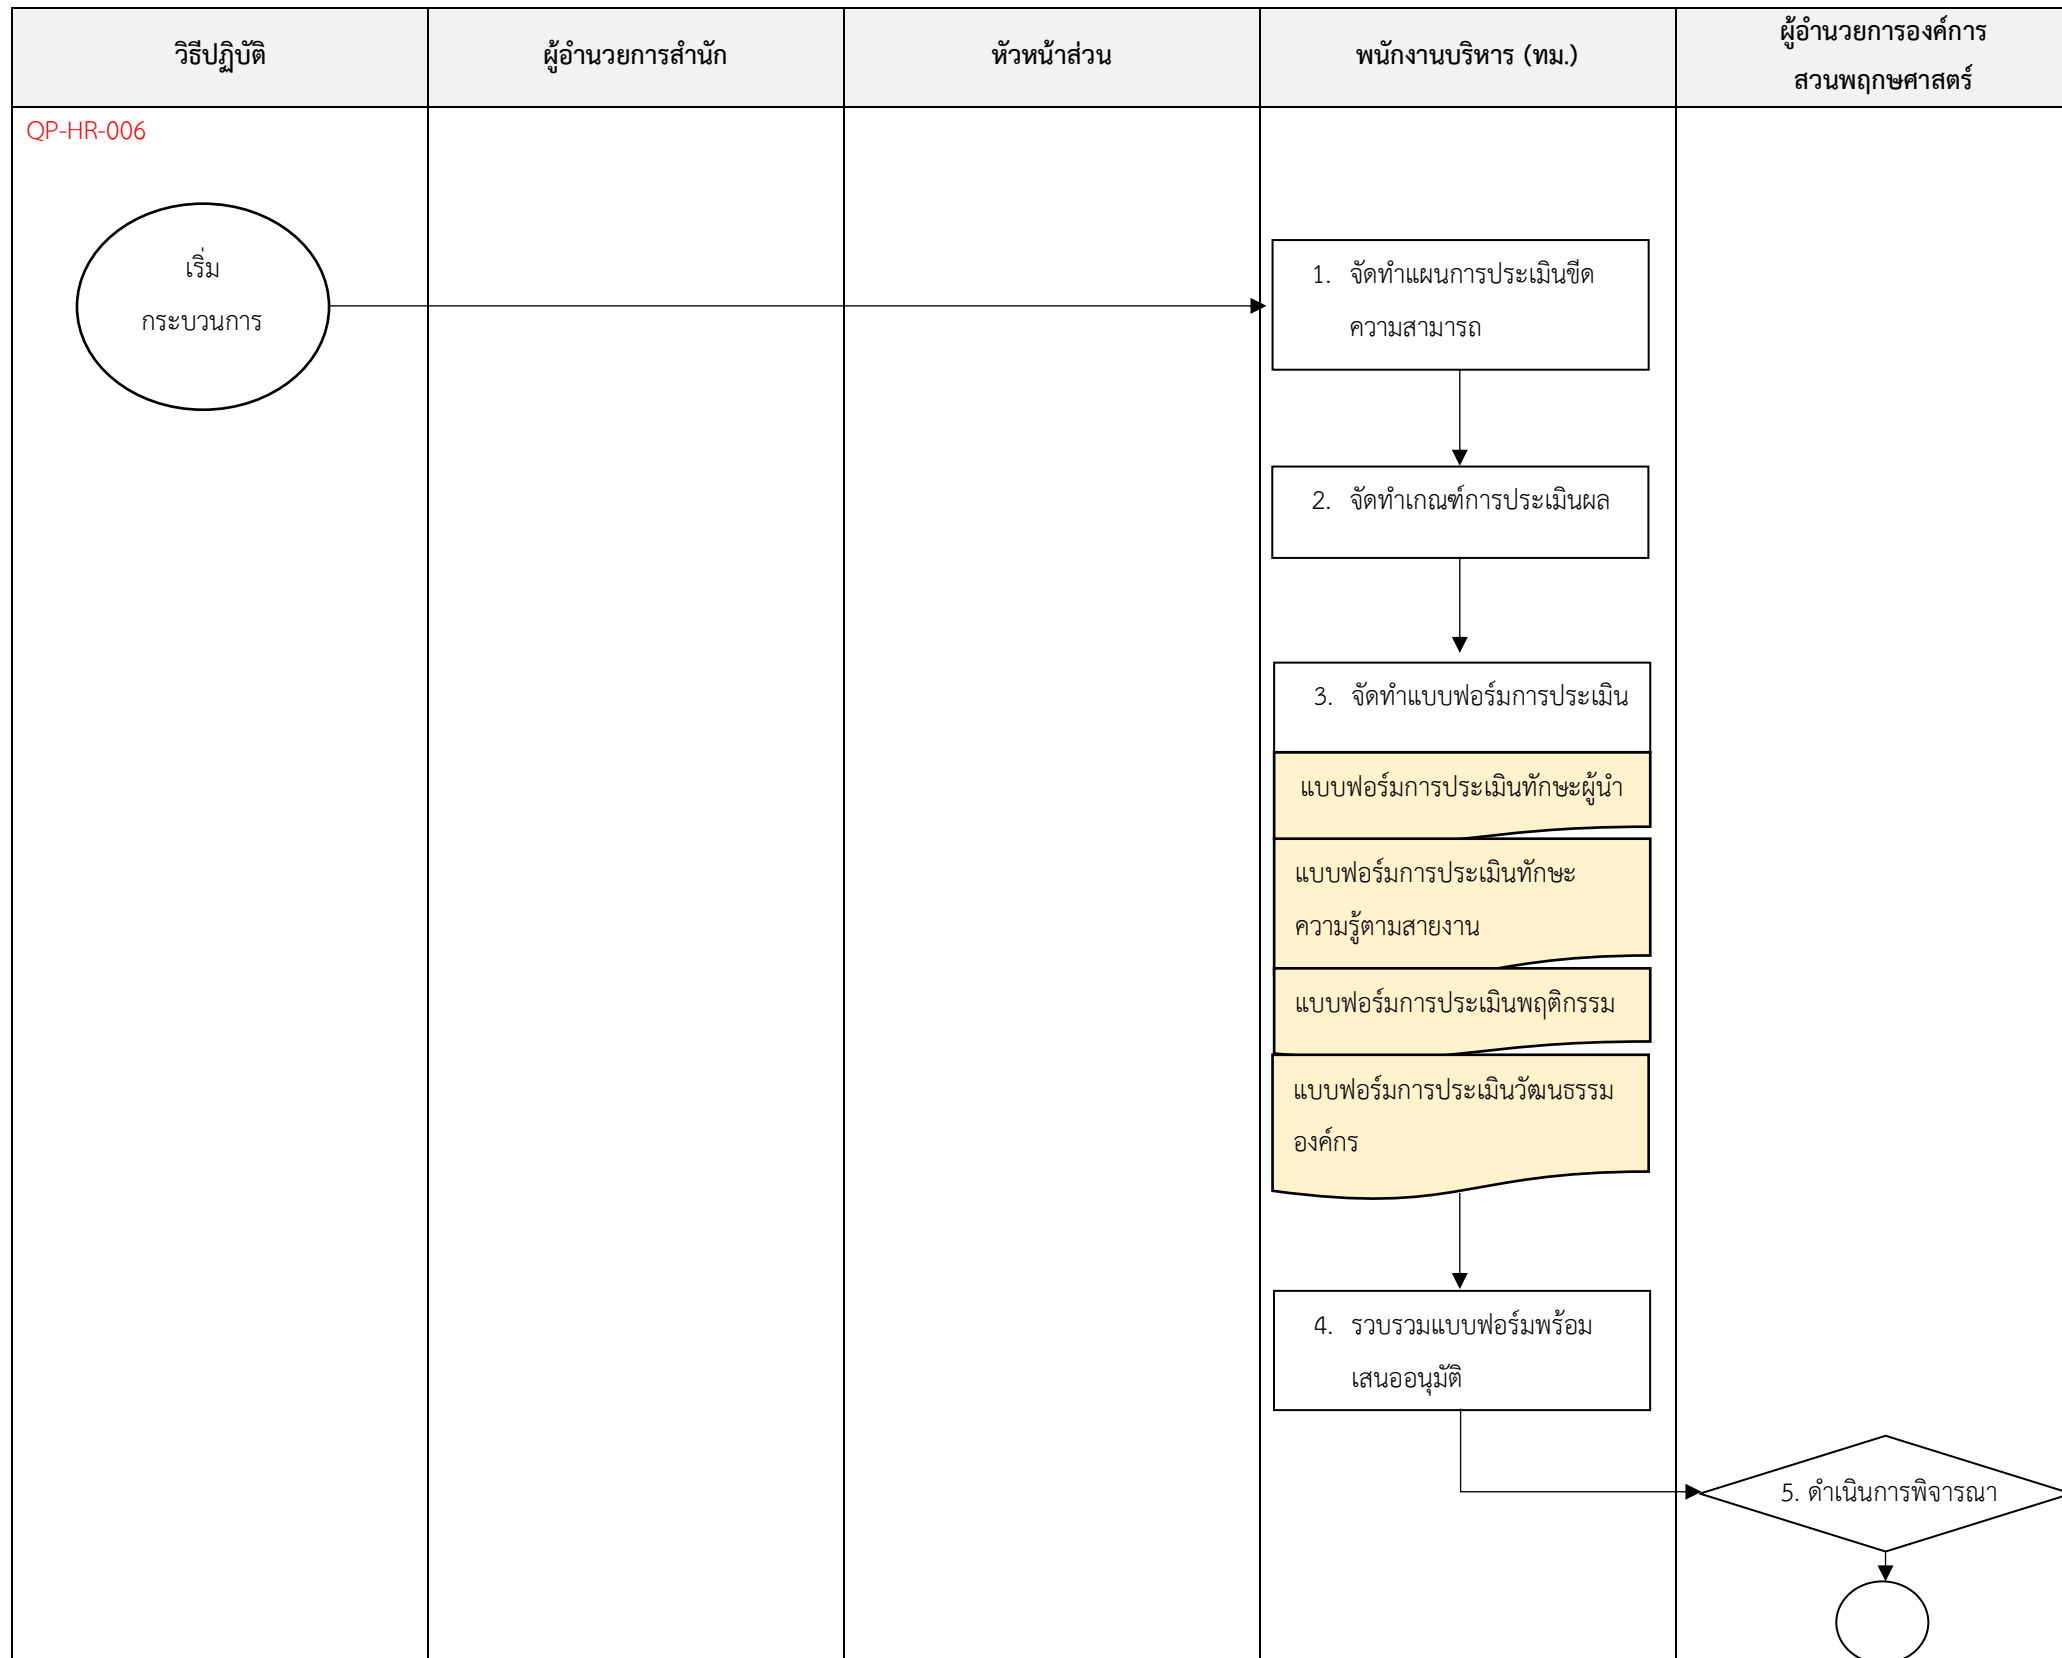 วิธีปฏิบัติ
ผู้อำนวยการสำนัก
หัวหน้าส่วน
พนักงานบริหาร (ทม.)
ผู้อำนวยการองค์การ
สวนพฤกษศาสตร์
QP-HR-006
เริ่ม
กระบวนการ
1. จัดทำแผนการประเมินขีด
ความสามารถ
2. จัดทำเกณฑ์การประเมินผล
3. จัดทำแบบฟอร์มการประเมิน
แบบฟอร์มการประเมินทักษะผู้นำ
แบบฟอร์มการประเมินทักษะ
ความรู้ตามสายงาน
แบบฟอร์มการประเมินพฤติกรรม
แบบฟอร์มการประเมินวัฒนธรรม
องค์กร
4. รวบรวมแบบฟอร์มพร้อม
เสนออนุมัติ
5. ดำเนินการพิจารณา